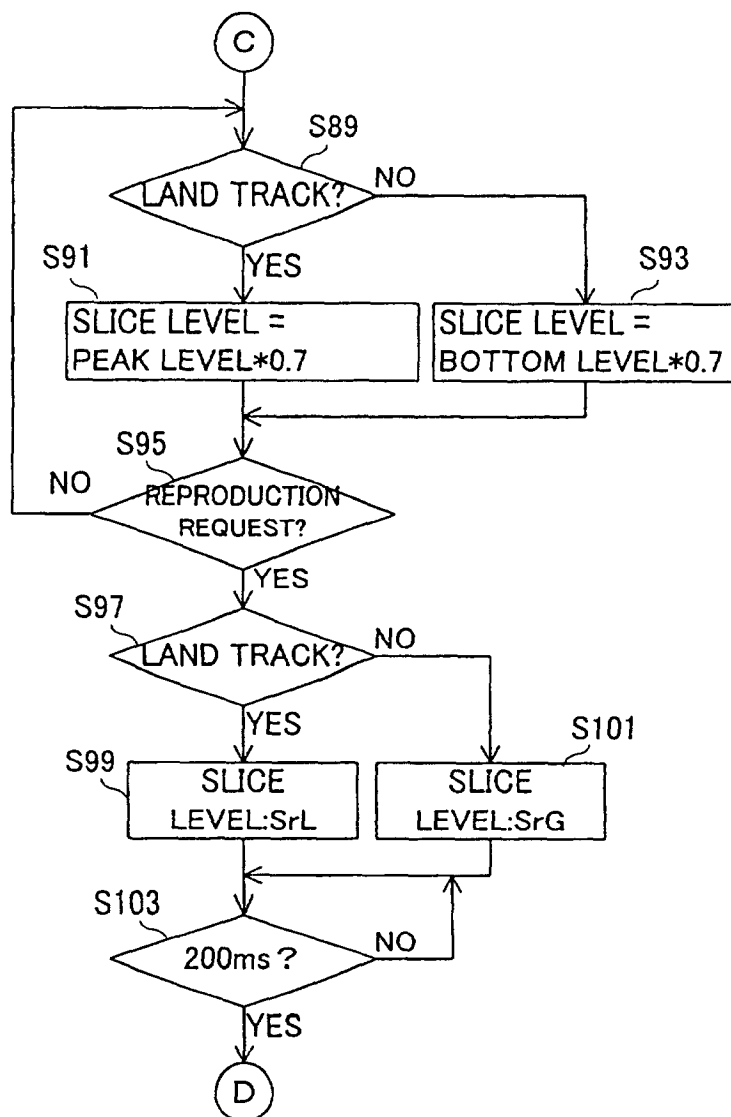 C
S89
LAND TRACK?
NO
YES
S91
SLICE LEVEL =
PEAK LEVEL*0.7
S93
SLICE LEVEL =
BOTTOM LEVEL*0.7
S95
NO
REPRODUCTION
REQUEST?
YES
S97
LAND TRACK?
NO
YES
S99
SLICE
LEVEL:SrL
S101
SLICE
LEVEL:SrG
S103
200ms?
NO
YES
D